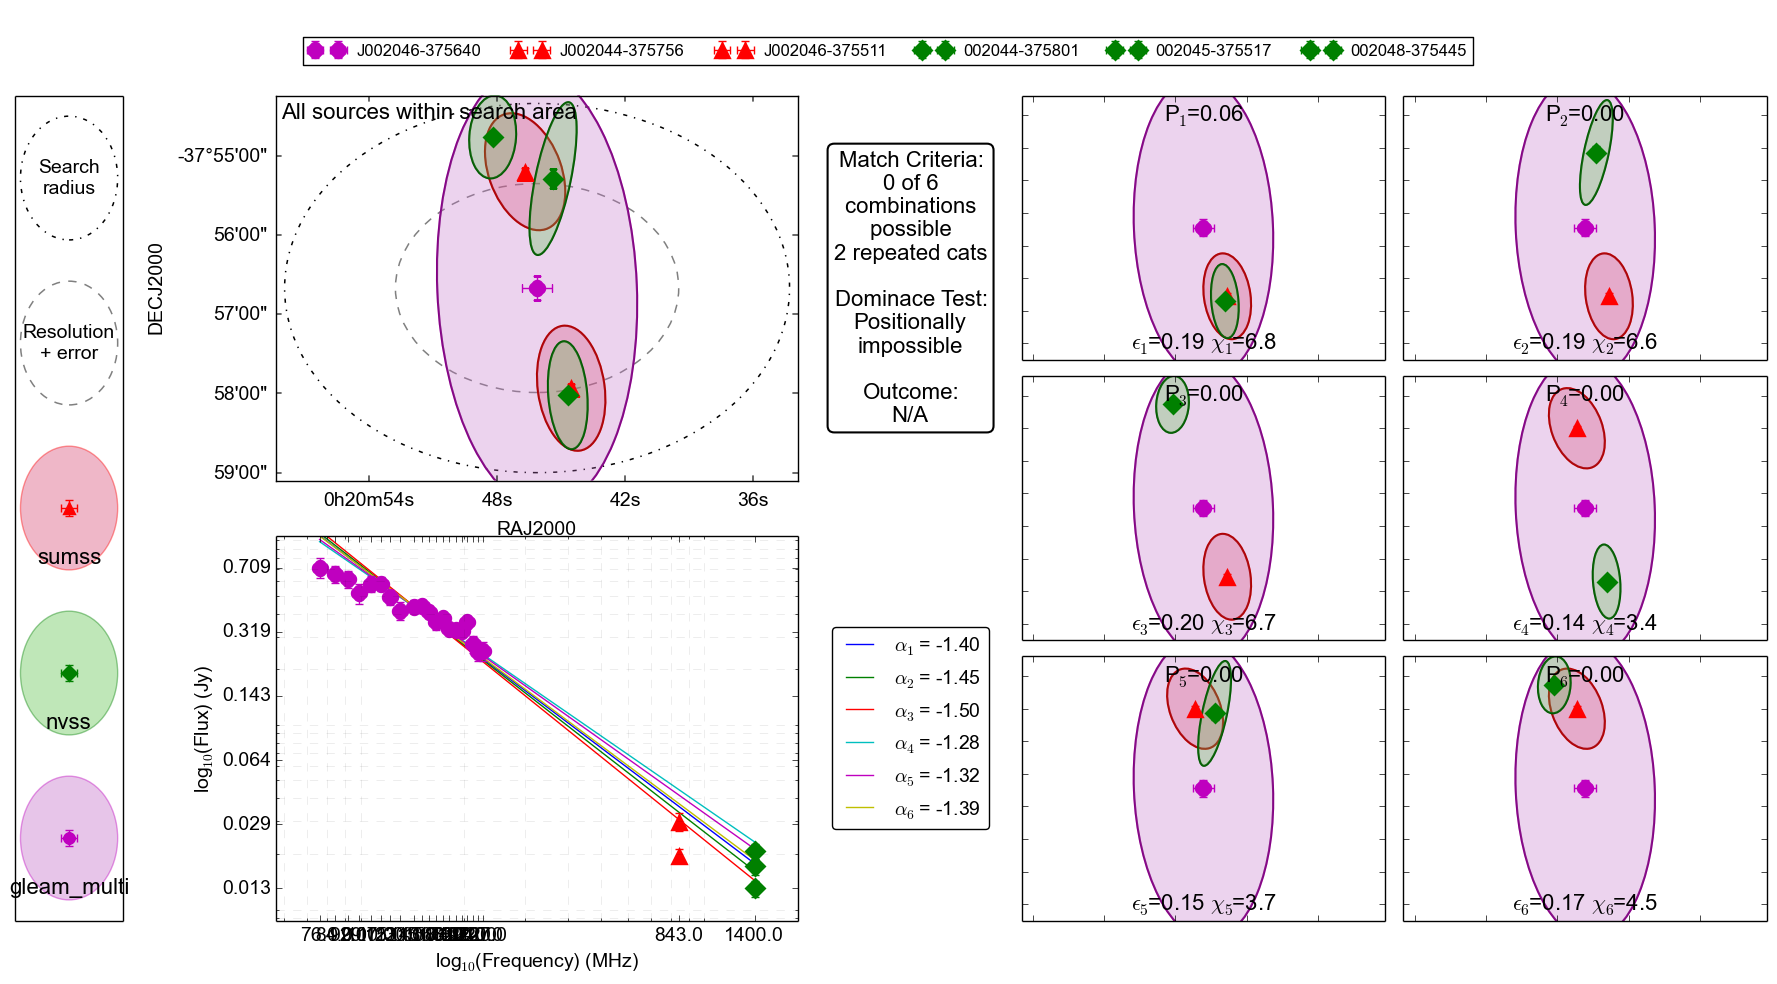 J002046-375640 J002044-375756 J002046-375511 002044-375801 002045-375517 002048-375445
Search
radius
Resolution
+ error
sumss
nvss
gleam_multi
All sources within search area
DECJ2000
-37°55'00"
56'00"
57'00"
58'00"
59'00"
0h20m54s 48s 42s 36s
RAJ2000
log10(Flux) (Jy)
0.709
0.319
0.143
0.064
0.029
0.013
843.0 1400.0
log10(Frequency) (MHz)
Match Criteria:
0 of 6
combinations
possible
2 repeated cats
Dominace Test:
Positionally
impossible
Outcome:
N/A
α1 = -1.40
α2 = -1.45
α3 = -1.50
α4 = -1.28
α5 = -1.32
α6 = -1.39
P1=0.06
ϵ1=0.19 χ1=6.8
P2=0.00
ϵ2=0.19 χ2=6.6
P3=0.00
ϵ3=0.20 χ3=6.7
P4=0.00
ϵ4=0.14 χ4=3.4
P5=0.00
ϵ5=0.15 χ5=3.7
P6=0.00
ϵ6=0.17 χ6=4.5